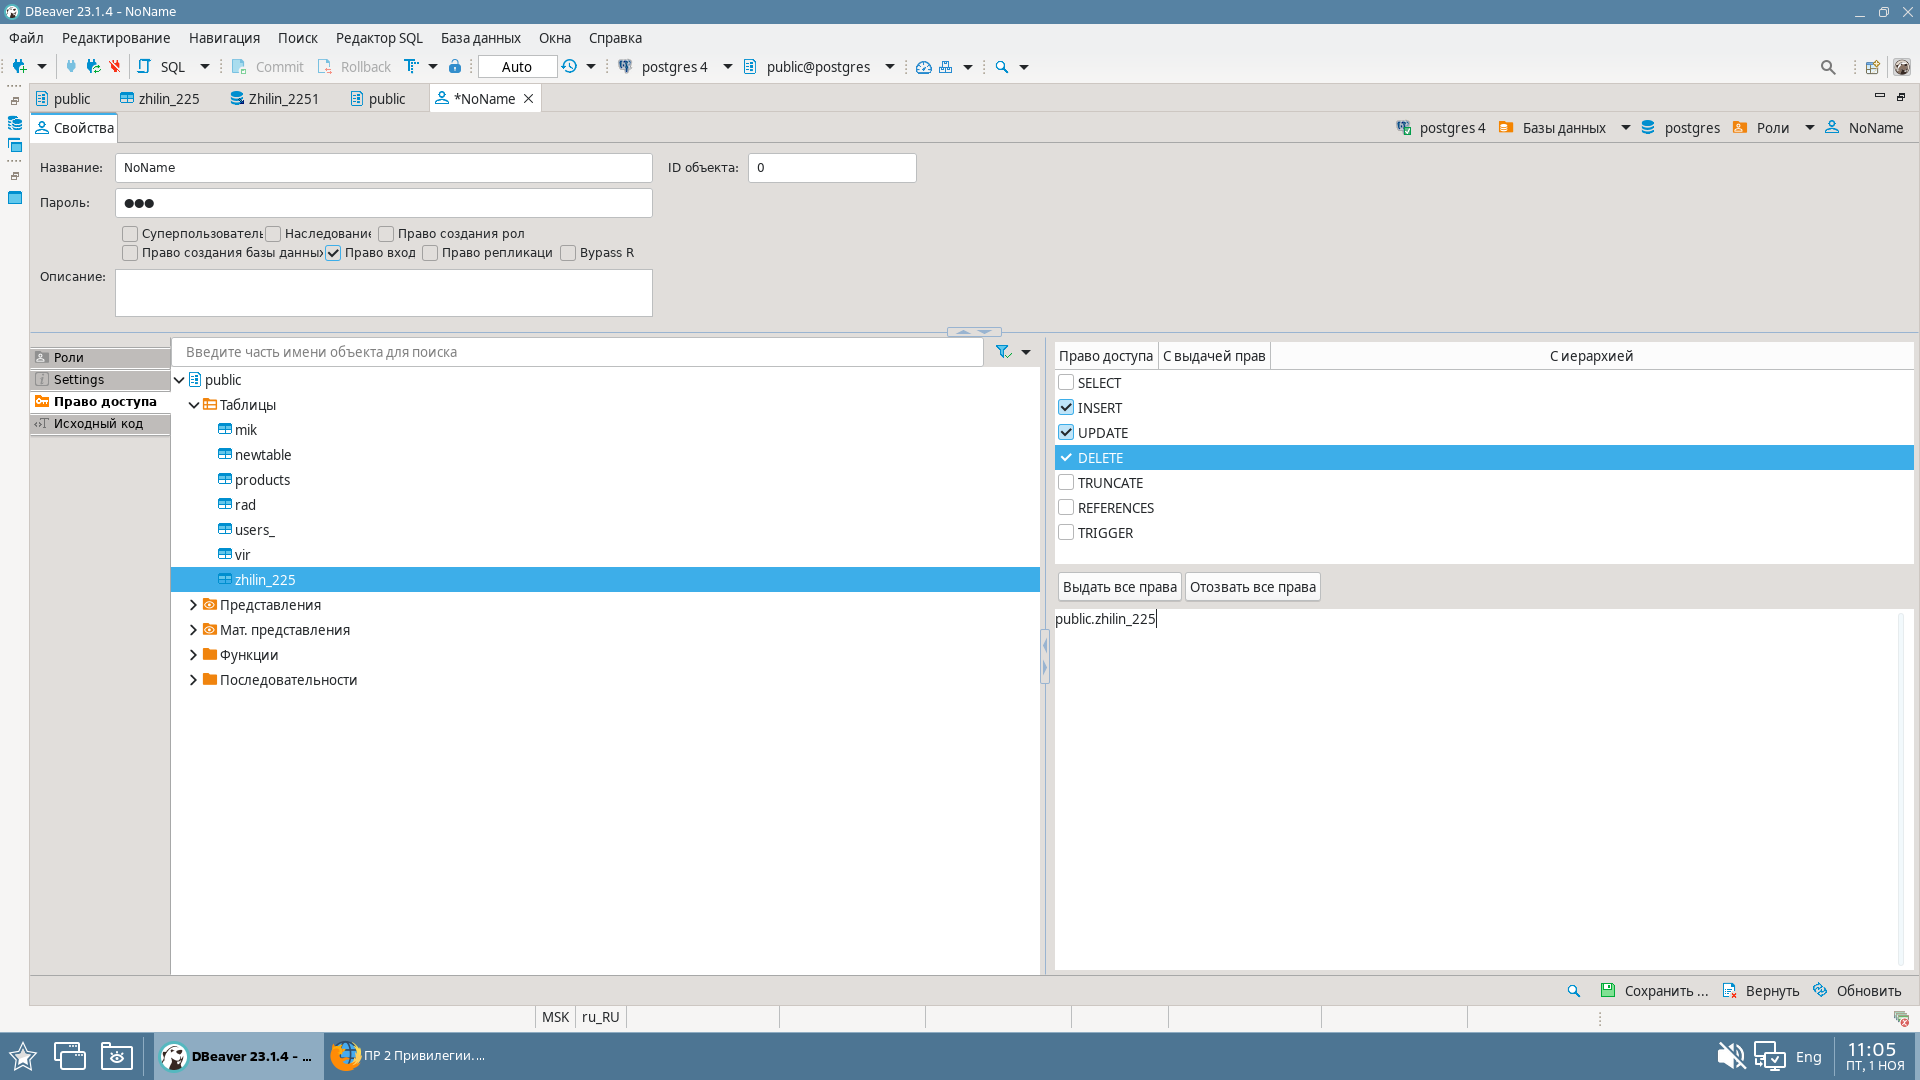 DBeaver 23.1.4 – NoName
Файл Редактирование Навигация Поиск Редактор SQL База данных Окна Справка
SQL Commit Rollback Auto postgres 4 public@postgres
public zhilin_225 Zhilin_2251 public *NoName
Свойства postgres 4 Базы данных postgres Роли NoName
Название: NoName ID объекта: 0
Пароль: ●●●
Суперпользователь Наследование Право создания рол
Право создания базы данных Право вход Право репликаци Bypass R
Описание:
Роли
Settings
Право доступа
Исходный код
Введите часть имени объекта для поиска
public
Таблицы
mik
newtable
products
rad
users_
vir
zhilin_225
Представления
Мат. представления
Функции
Последовательности
Право доступа С выдачей прав С иерархией
SELECT
INSERT
UPDATE
DELETE
TRUNCATE
REFERENCES
TRIGGER
Выдать все права Отозвать все права
public.zhilin_225
Сохранить ... Вернуть Обновить
MSK ru_RU
DBeaver 23.1.4 – ... ПР 2 Привилегии.... Eng 11:05
ПТ, 1 НОЯ